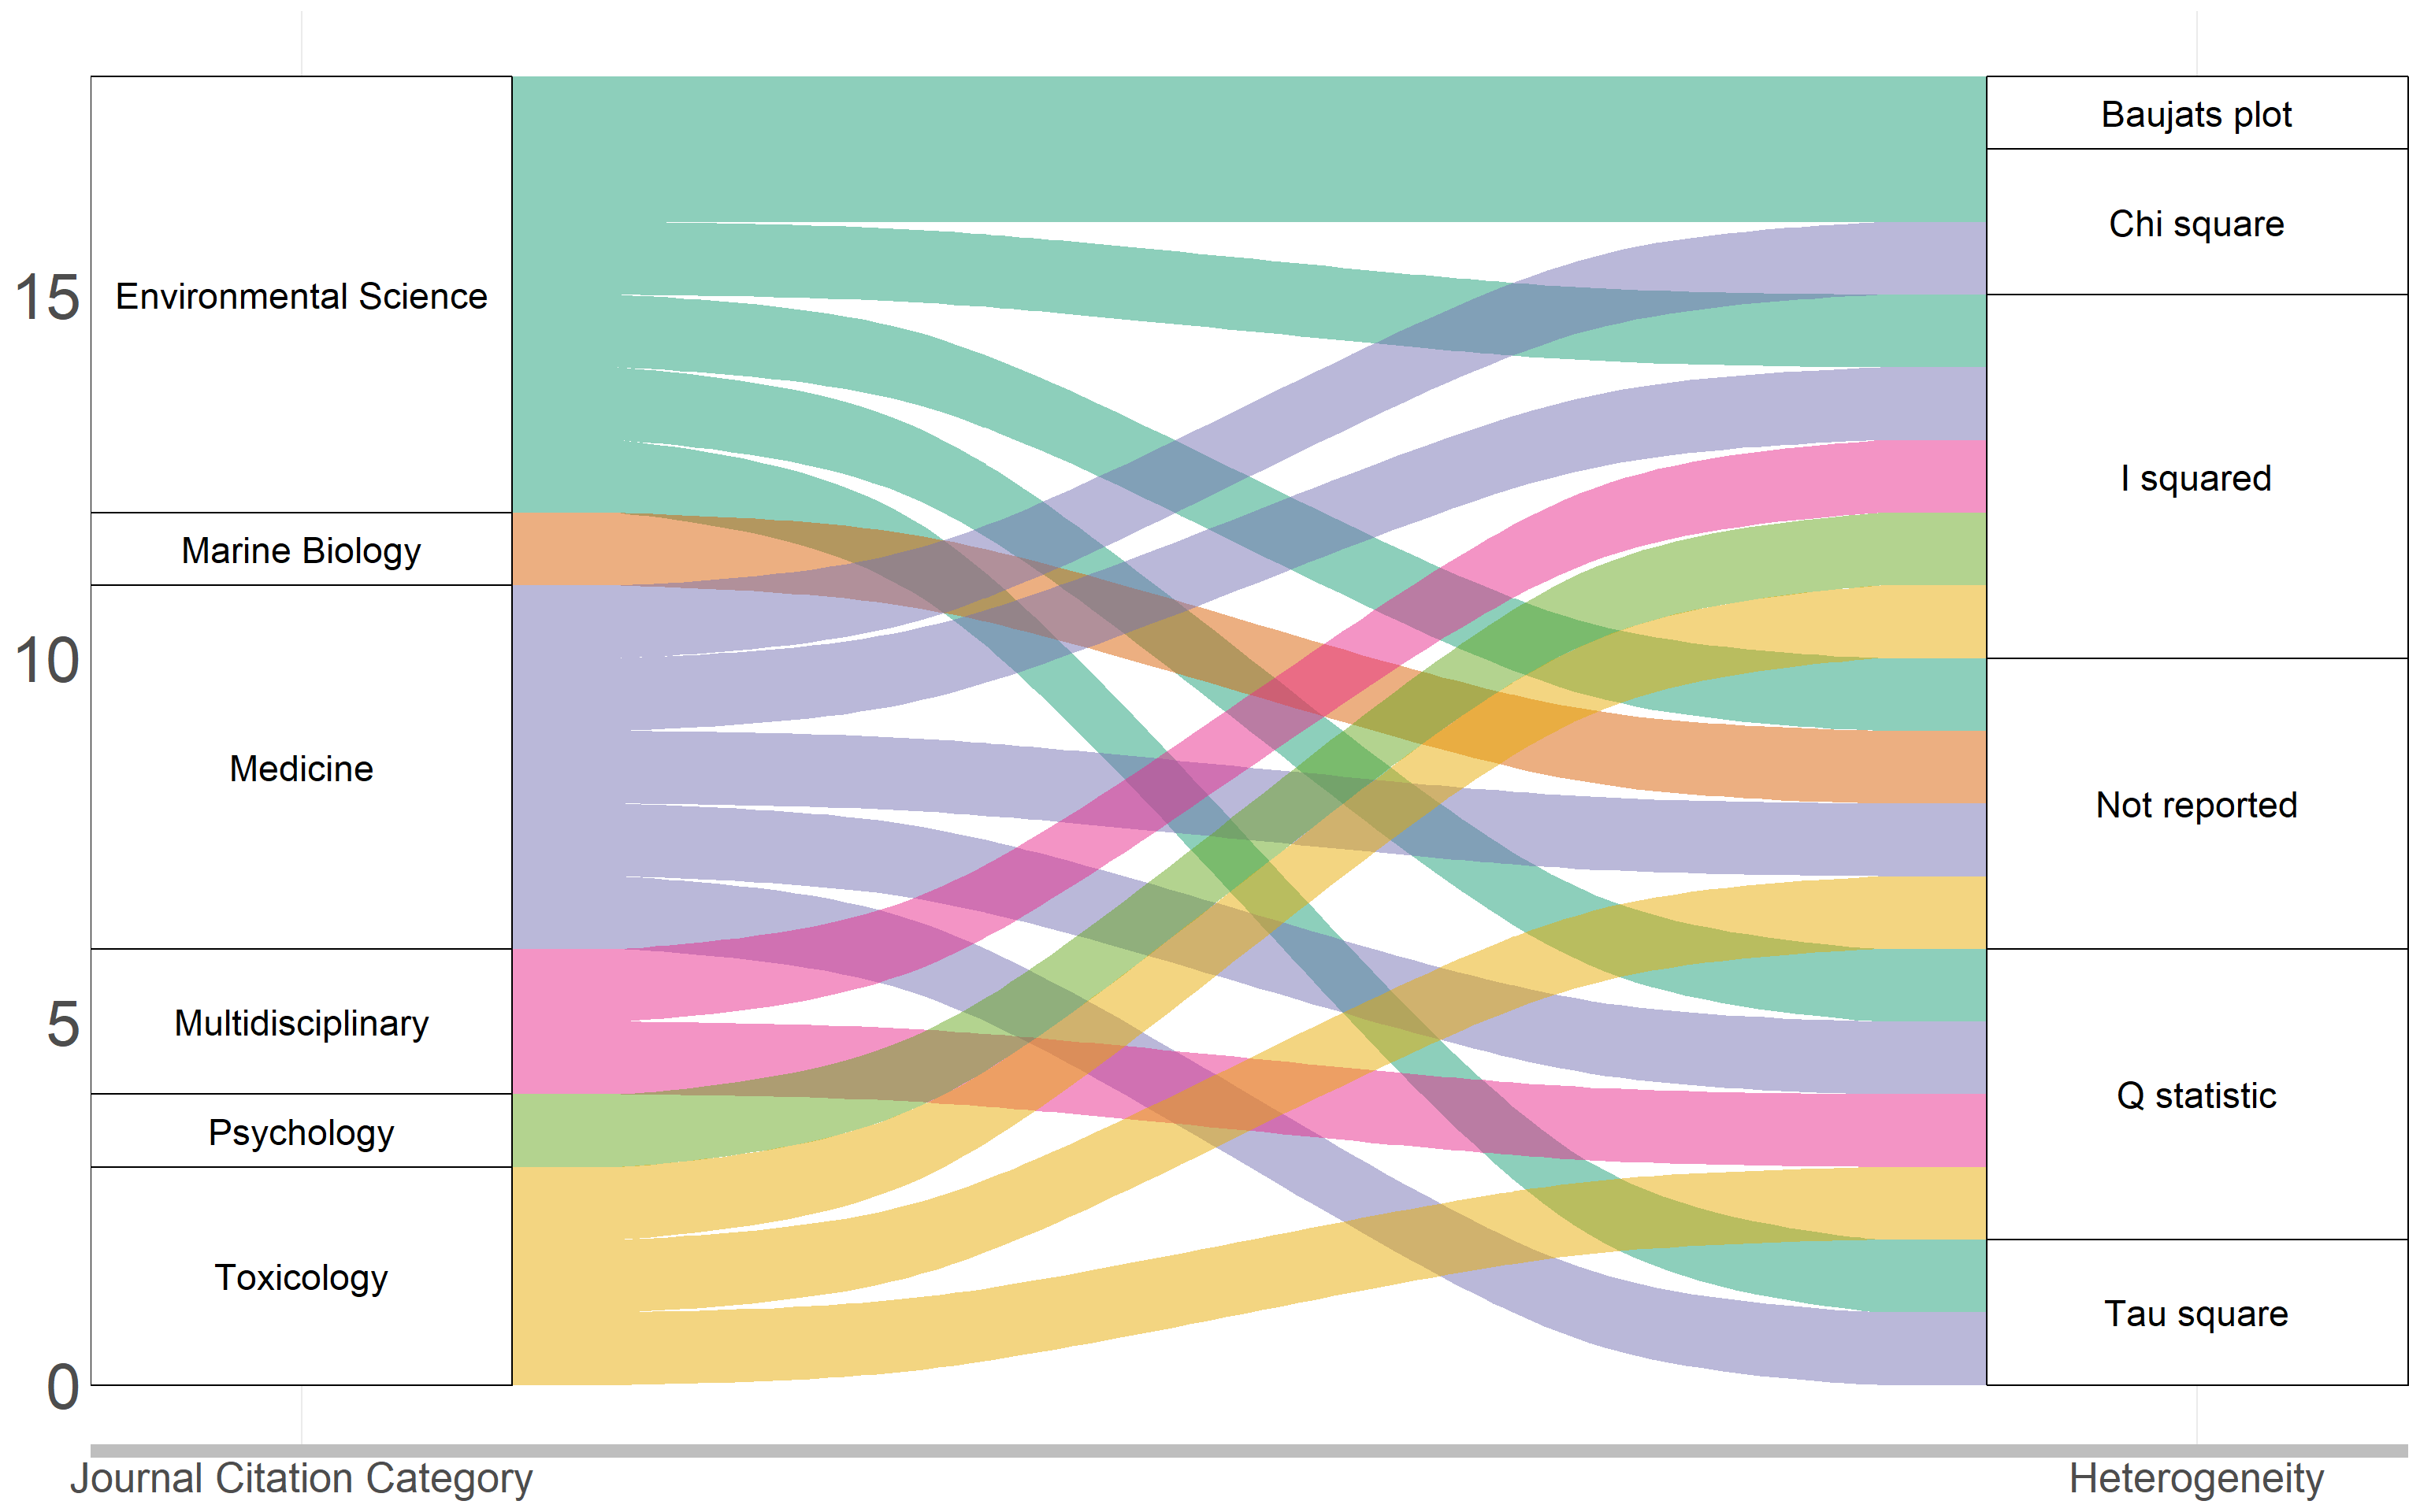 15
10
5
0
Environmental Science
Marine Biology
Medicine
Multidisciplinary
Psychology
Toxicology
Baujats plot
Chi square
I squared
Not reported
Q statistic
Tau square
Journal Citation Category
Heterogeneity